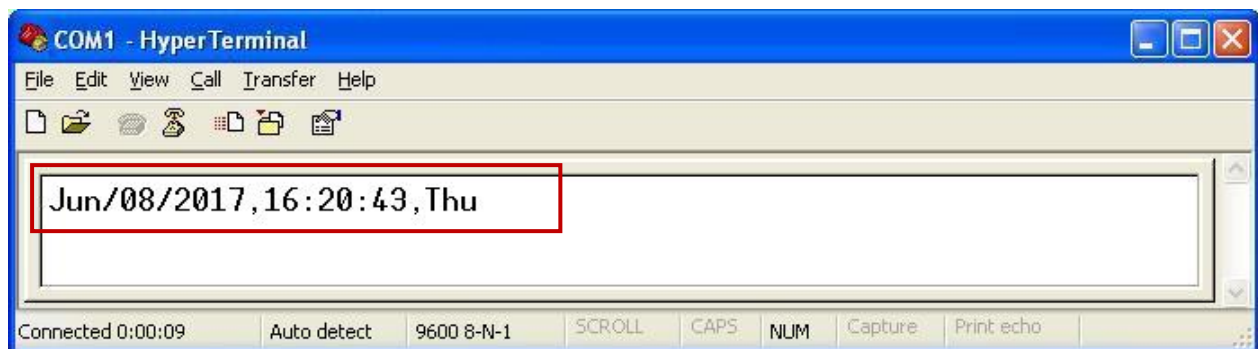 COM1 - HyperTerminal
File Edit View Call Transfer Help
Jun/08/2017,16:20:43,Thu
Connected 0:00:09 Auto detect 9600 8-N-1 SCROLL CAPS NUM Capture Print echo